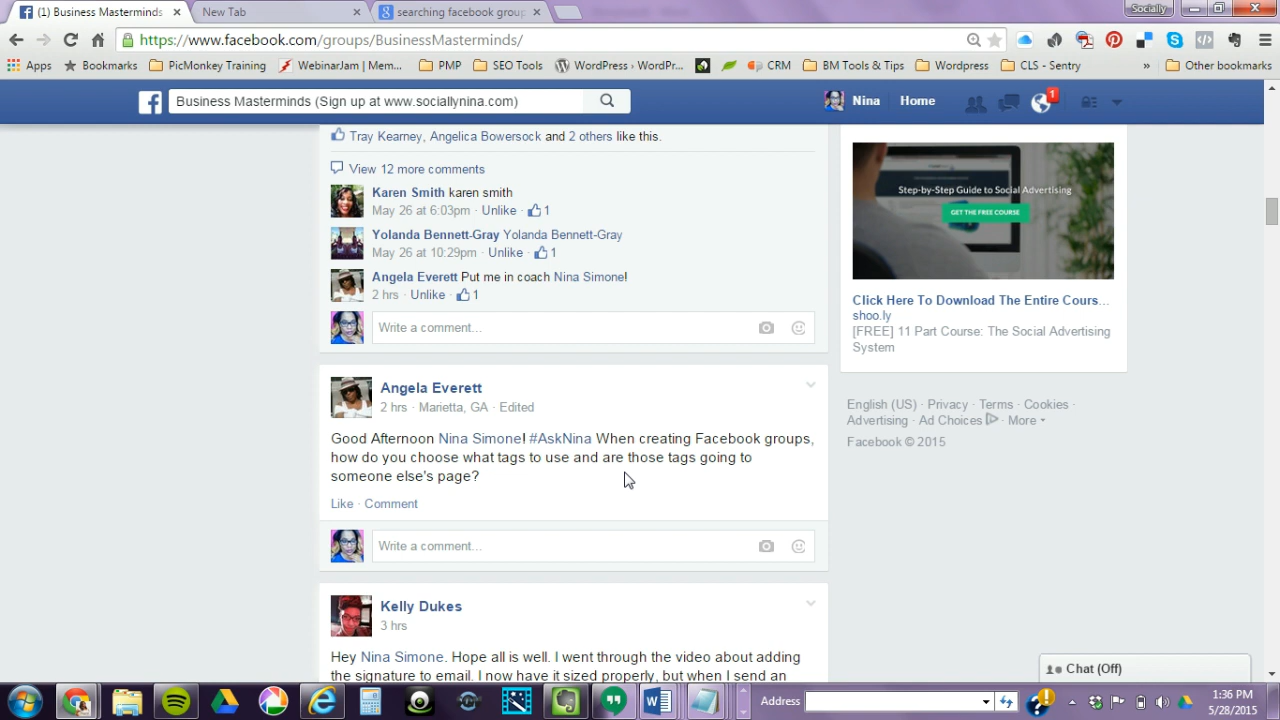 (1) Business Masterminds
New Tab
searching facebook group
Socially
https://www.facebook.com/groups/BusinessMasterminds/
Apps
Bookmarks
PicMonkey Training
WebinarJam | Mem...
PMP
SEO Tools
WordPress › WordPr...
CRM
BM Tools & Tips
Wordpress
CLS - Sentry
»
Other bookmarks
Business Masterminds (Sign up at www.sociallynina.com)
Nina
Home
1
Tray Kearney, Angelica Bowersock and 2 others like this.
View 12 more comments
Karen Smith karen smith
May 26 at 6:03pm · Unlike · 1
Yolanda Bennett-Gray Yolanda Bennett-Gray
May 26 at 10:29pm · Unlike · 1
Angela Everett Put me in coach Nina Simone!
2 hrs · Unlike · 1
Write a comment...
Angela Everett
2 hrs · Marietta, GA · Edited
Good Afternoon Nina Simone! #AskNina When creating Facebook groups,
how do you choose what tags to use and are those tags going to
someone else's page?
Like · Comment
Write a comment...
Kelly Dukes
3 hrs
Hey Nina Simone. Hope all is well. I went through the video about adding
the signature to email. I now have it sized properly, but when I send an
Step-by-Step Guide to Social Advertising
GET THE FREE COURSE
Click Here To Download The Entire Cours...
shoo.ly
[FREE] 11 Part Course: The Social Advertising
System
English (US) · Privacy · Terms · Cookies ·
Advertising · Ad Choices · More
Facebook © 2015
Chat (Off)
Address
1:36 PM
5/28/2015